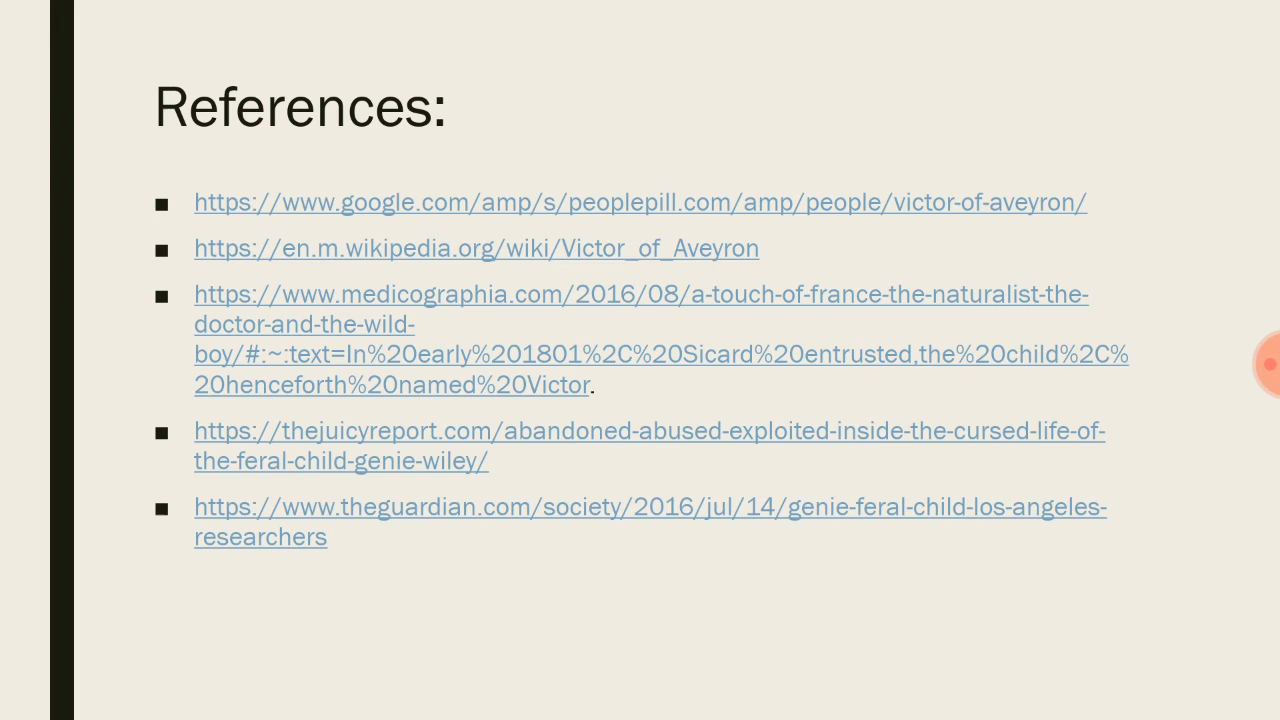 References:
https://www.google.com/amp/s/peoplepill.com/amp/people/victor-of-aveyron/
https://en.m.wikipedia.org/wiki/Victor_of_Aveyron
https://www.medicographia.com/2016/08/a-touch-of-france-the-naturalist-the-
doctor-and-the-wild-
boy/#:~:text=In%20early%201801%2C%20Sicard%20entrusted,the%20child%2C%
20henceforth%20named%20Victor.
https://thejuicyreport.com/abandoned-abused-exploited-inside-the-cursed-life-of-
the-feral-child-genie-wiley/
https://www.theguardian.com/society/2016/jul/14/genie-feral-child-los-angeles-
researchers